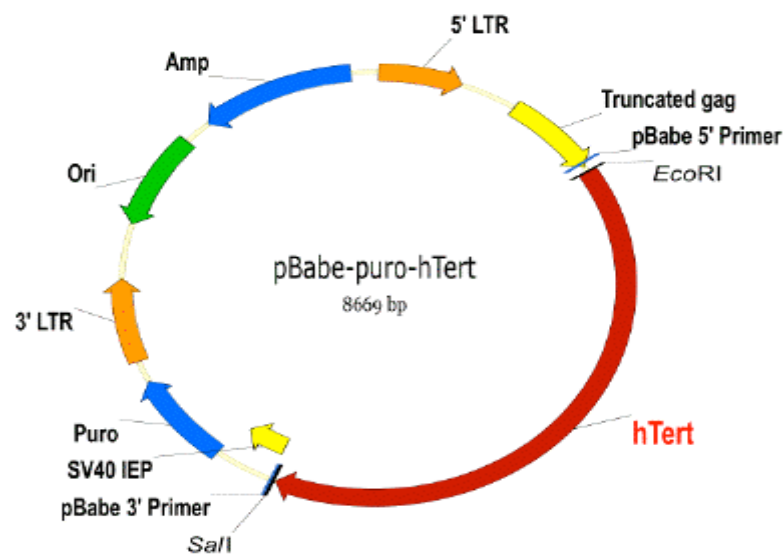 5' LTR
Amp
Truncated gag
pBabe 5' Primer
EcoRI
Ori
pBabe-puro-hTert
8669 bp
3' LTR
hTert
Puro
SV40 IEP
pBabe 3' Primer
SalI